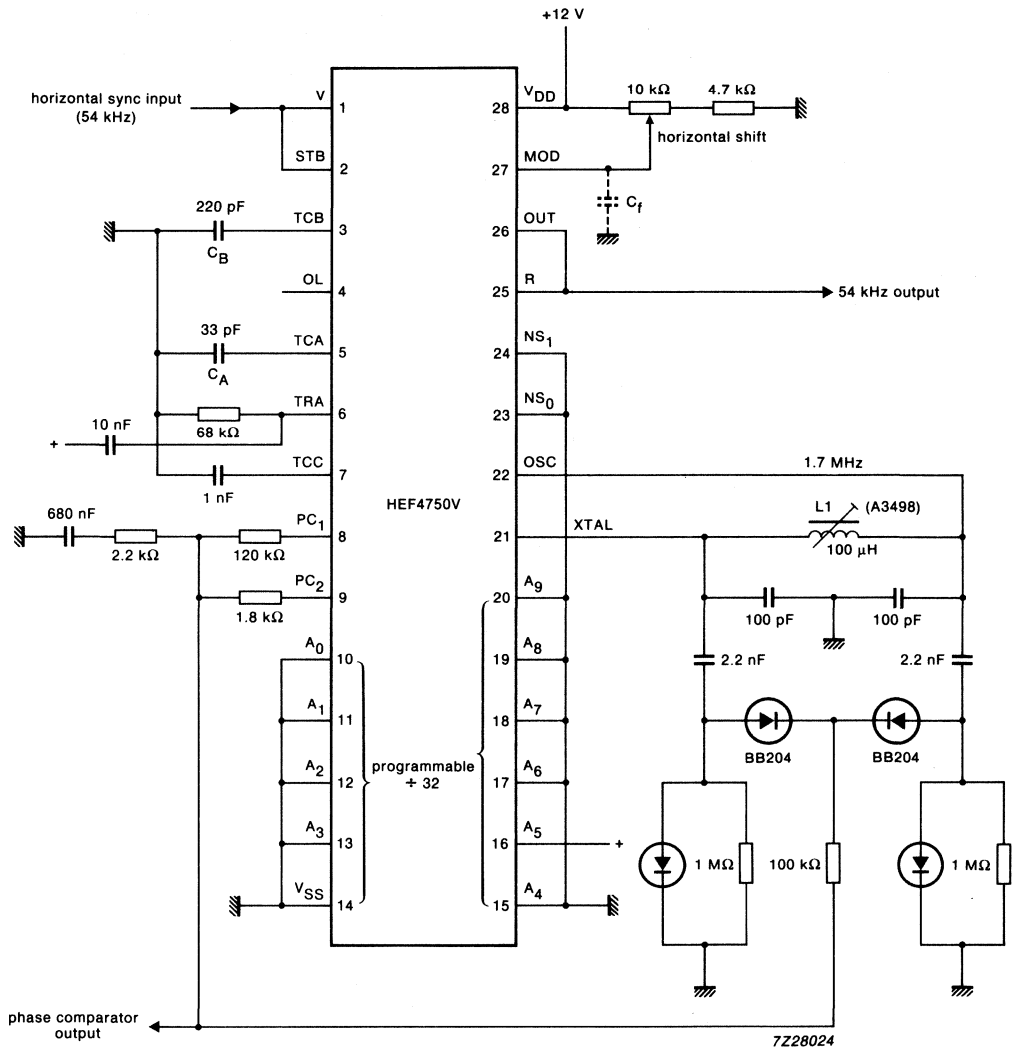 +12 V
horizontal sync input
(54 kHz)
V
1
28
VDD
10 kΩ
4.7 kΩ
horizontal shift
STB
2
27
MOD
Cf
220 pF
CB
TCB
3
26
OUT
OL
4
25
R
54 kHz output
33 pF
CA
TCA
5
24
NS1
TRA
6
23
NS0
68 kΩ
10 nF
+
TCC
7
22
OSC
1.7 MHz
1 nF
HEF4750V
680 nF
2.2 kΩ
120 kΩ
PC1
8
21
XTAL
L1
(A3498)
100 µH
PC2
9
20
A9
1.8 kΩ
100 pF
100 pF
A0
10
19
A8
2.2 nF
2.2 nF
A1
11
18
A7
BB204
BB204
programmable
÷ 32
A2
12
17
A6
A3
13
16
A5
+
1 MΩ
100 kΩ
1 MΩ
VSS
14
15
A4
phase comparator
output
7Z28024